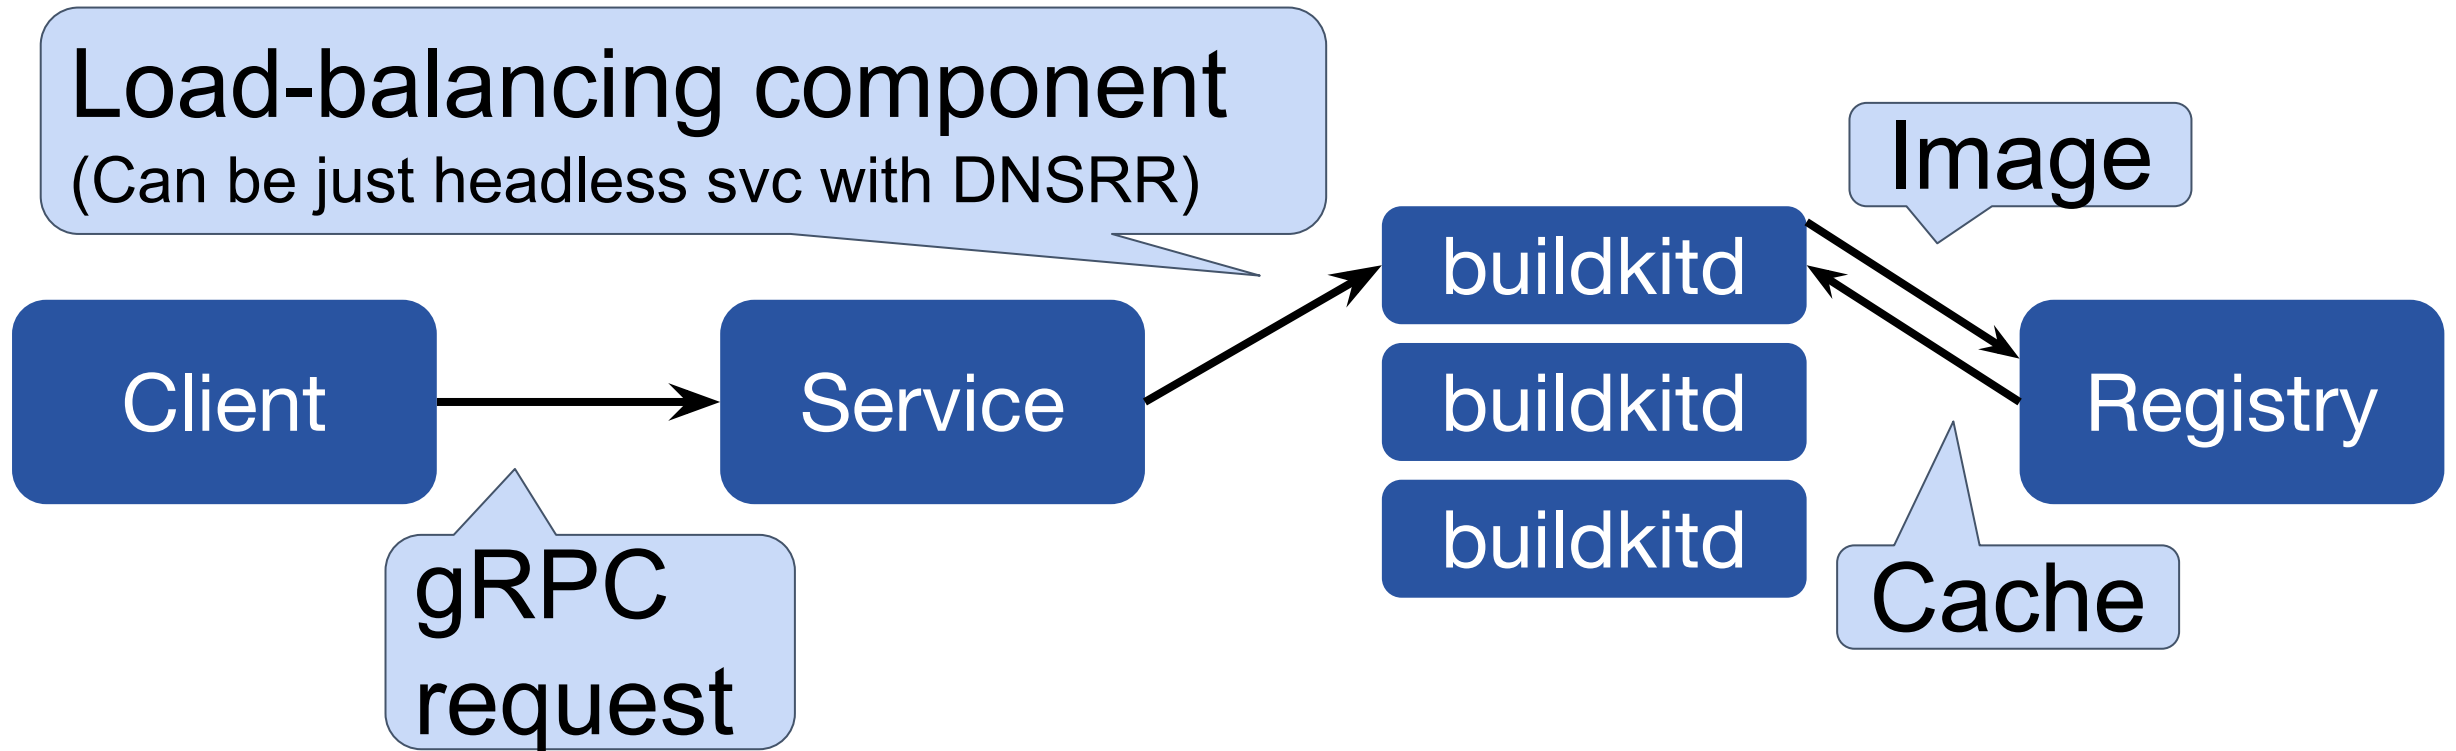 Load-balancing component
(Can be just headless svc with DNSRR)
Image
Client
Service
buildkitd
buildkitd
buildkitd
Registry
gRPC
request
Cache